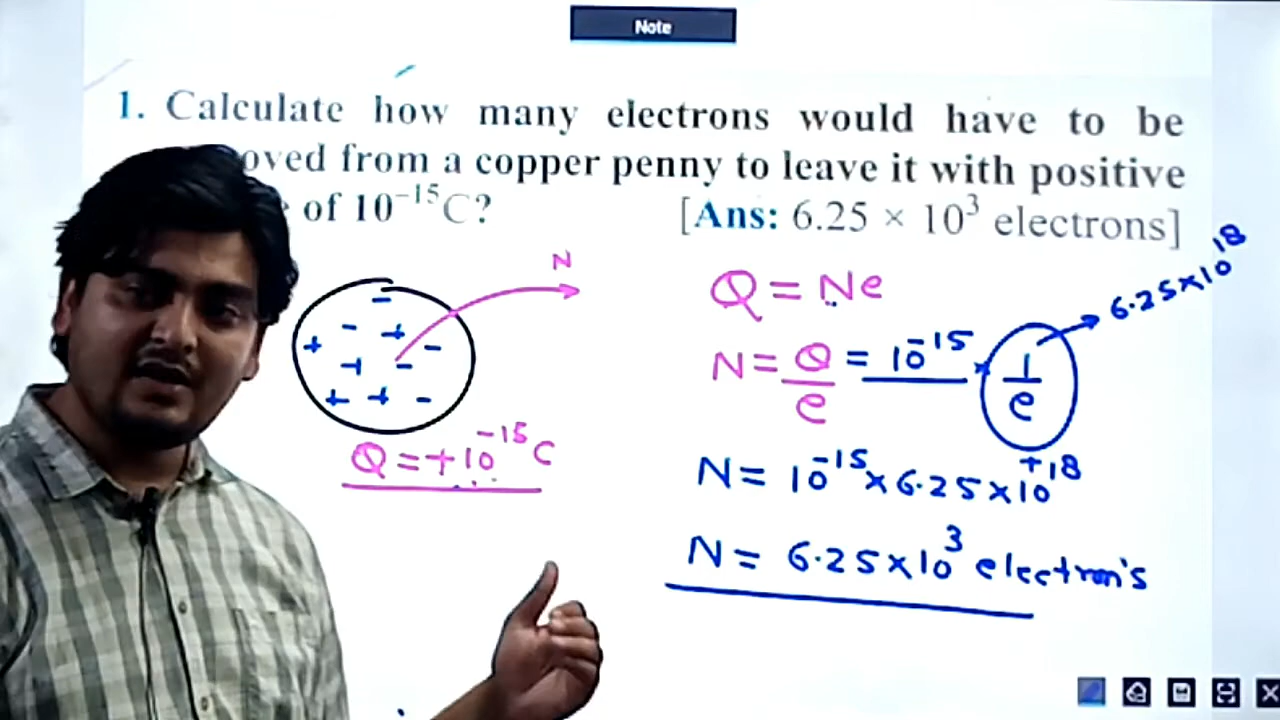 Note
1. Calculate how many electrons would have to be
oved from a copper penny to leave it with positive
of 10⁻¹⁵C? [Ans: 6.25 × 10³ electrons]
N
Q = Ne
6.25×10¹⁸
N = Q/e = 10⁻¹⁵ × 1/e
Q = +10⁻¹⁵ C
N = 10⁻¹⁵ × 6.25 × 10⁺¹⁸
N = 6.25×10³ electron's